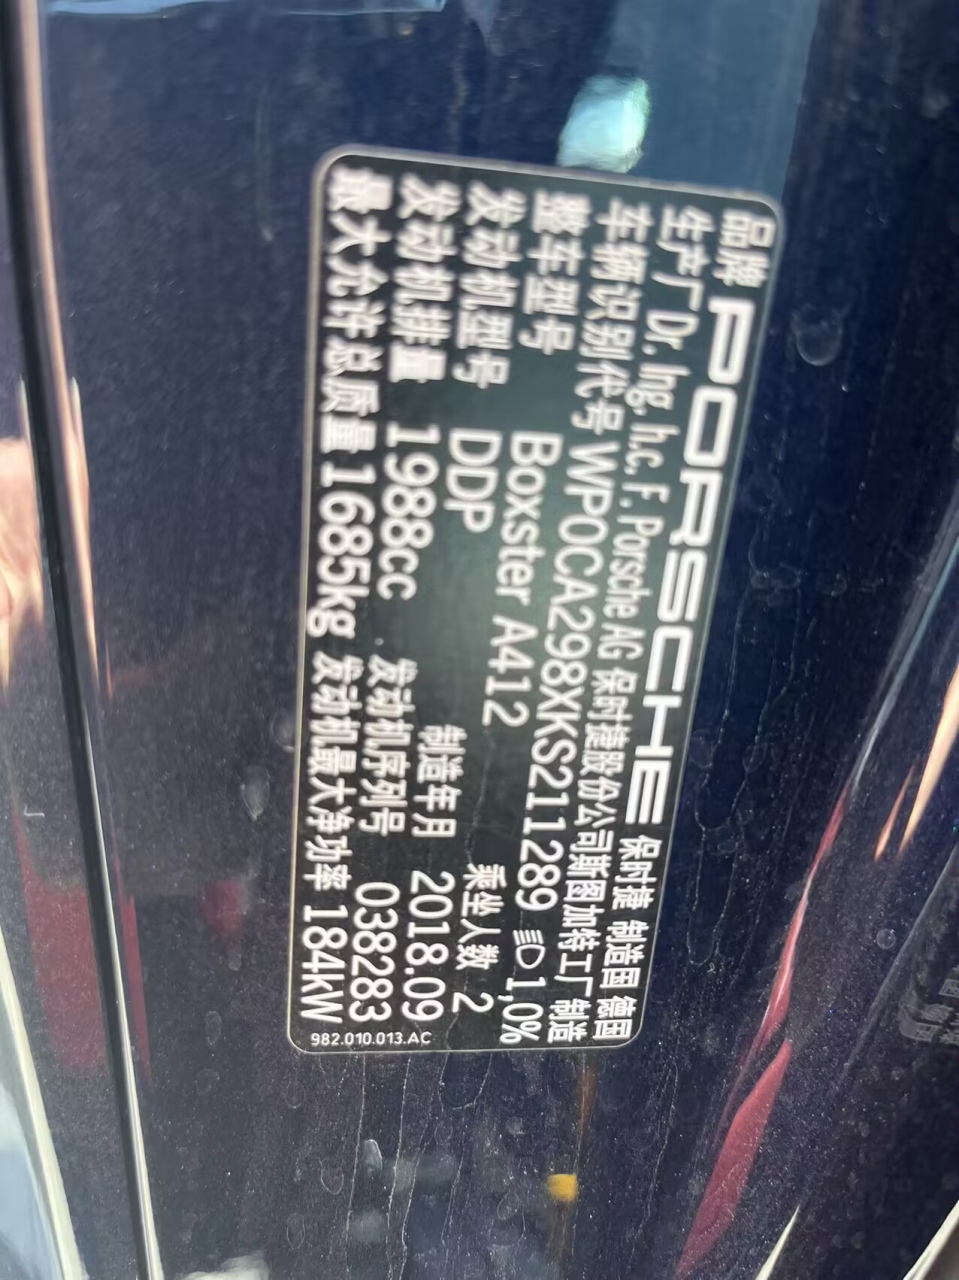 品牌 PORSCHE 保时捷 制造国 德国
生产厂 Dr. Ing. h.c. F. Porsche AG 保时捷股份公司斯图加特工厂 制造
车辆识别代号 WP0CA298XKS211289 1,0%
整车型号 Boxster A412 乘坐人数 2
发动机型号 DDP 制造年月 2018.09
发动机排量 1988cc 发动机序列号 038283
最大允许总质量 1685kg 发动机最大净功率 184kW
982.010.013.AC